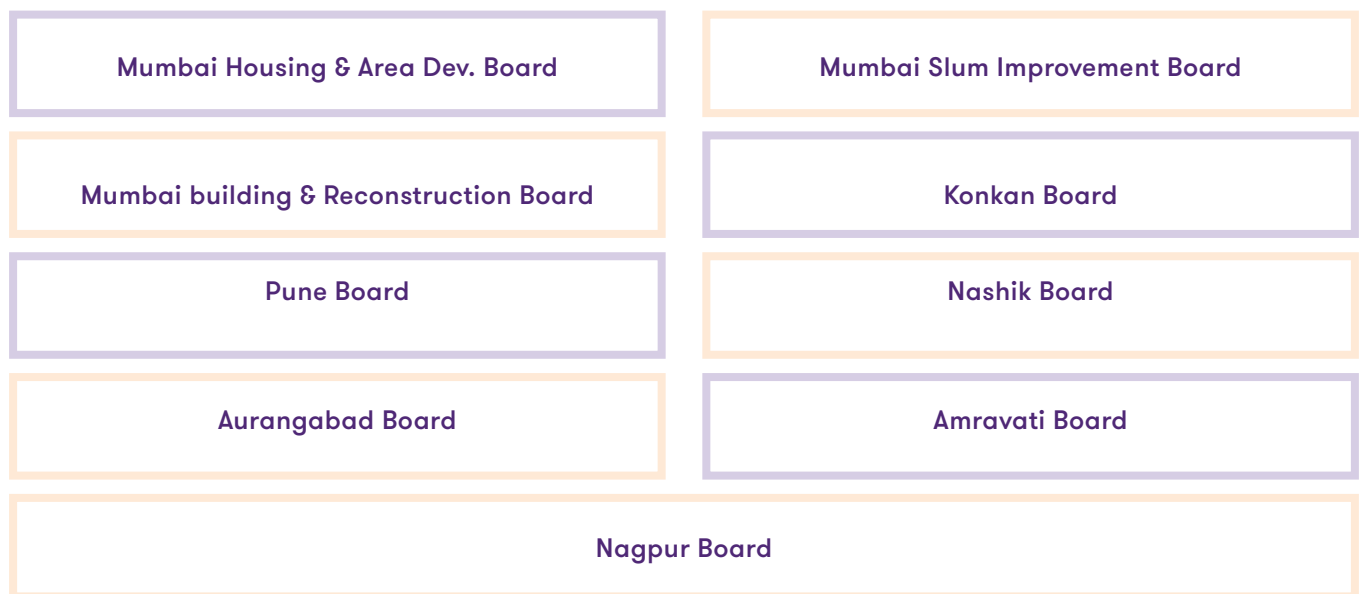 Mumbai Housing & Area Dev. Board
Mumbai Slum Improvement Board
Mumbai building & Reconstruction Board
Konkan Board
Pune Board
Nashik Board
Aurangabad Board
Amravati Board
Nagpur Board